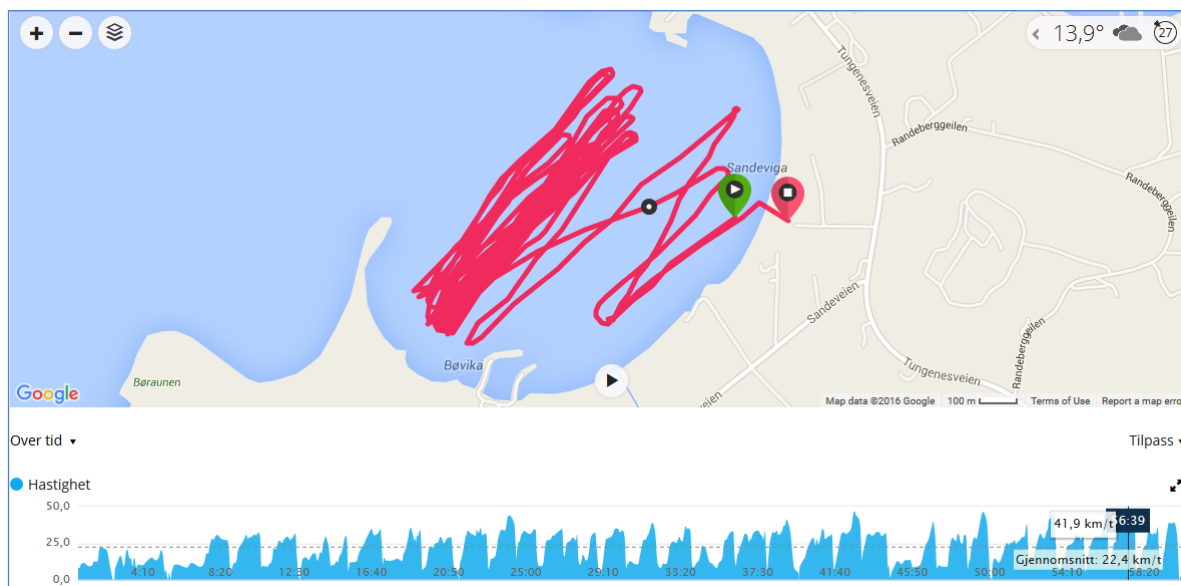 +
−
13,9°
27
Tungenesveien
Randeberggeilen
Sandeviga
Randeberggeilen
Sandeveien
Bøvika
Børaunen
Randeberggeilen
Tungenesveien
eien
Google
Map data ©2016 Google 100 m Terms of Use Report a map erro
Over tid
Tilpass
Hastighet
50,0
41,9 km/t 6:39
25,0
Gjennomsnitt: 22,4 km/t
0,0
4:10 8:20 12:30 16:40 20:50 25:00 29:10 33:20 37:30 41:40 45:50 50:00 54:10 58:20